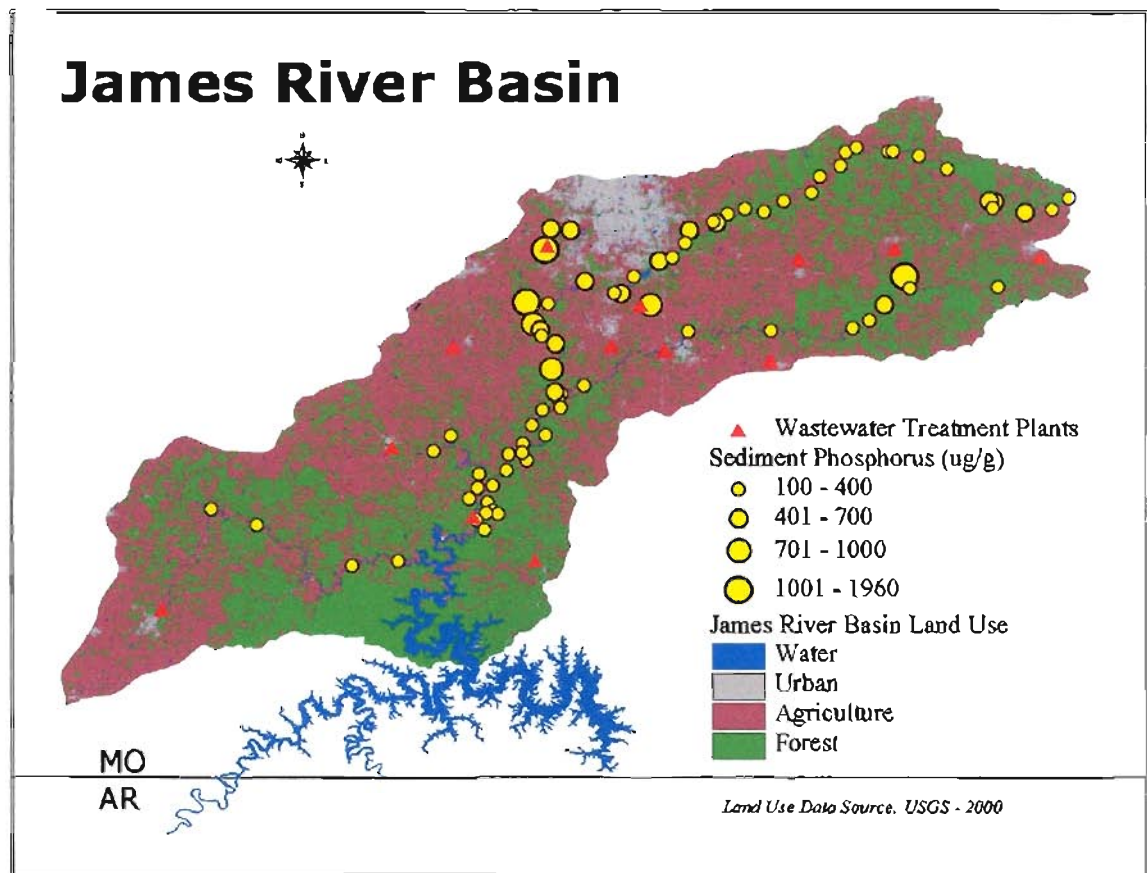 James River Basin
Wastewater Treatment Plants
Sediment Phosphorus (ug/g)
100 - 400
401 - 700
701 - 1000
1001 - 1960
James River Basin Land Use
Water
Urban
Agriculture
Forest
MO
AR
Land Use Data Source. USGS - 2000